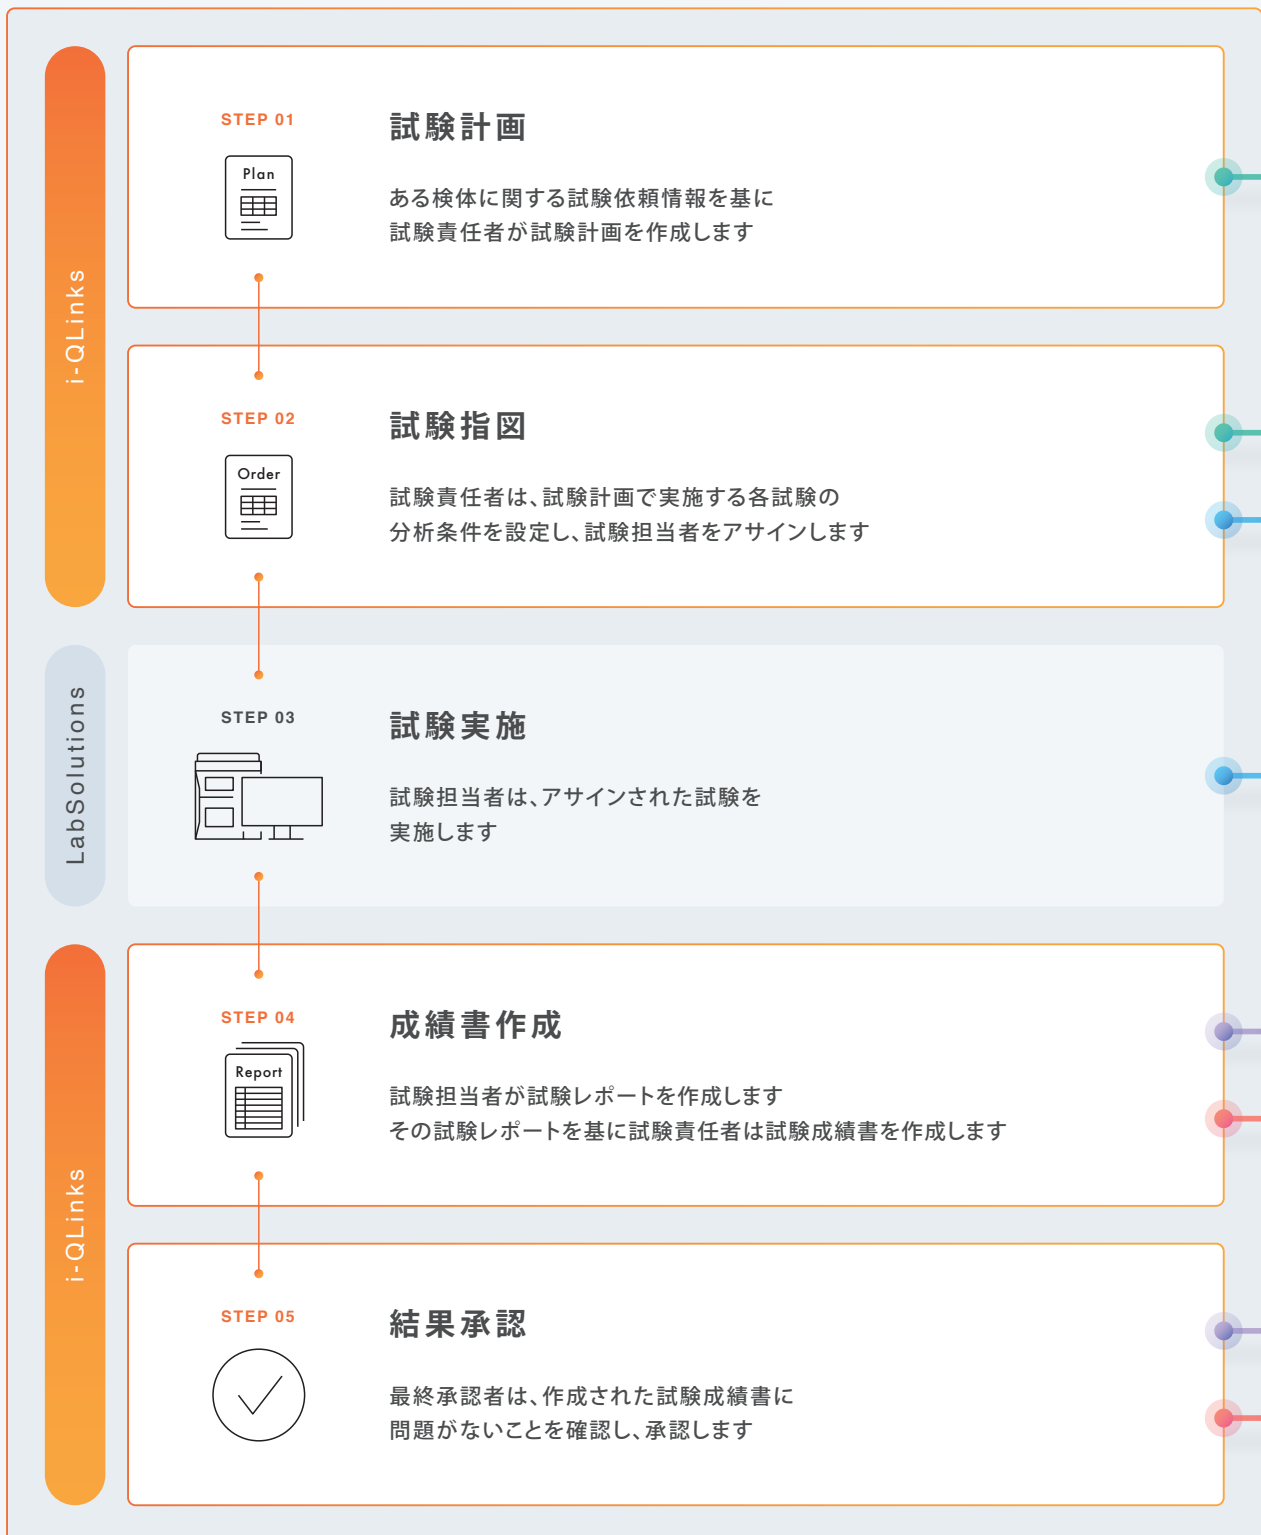 i-QLinks
STEP 01
Plan
試験計画
ある検体に関する試験依頼情報を基に
試験責任者が試験計画を作成します
STEP 02
Order
試験指図
試験責任者は、試験計画で実施する各試験の
分析条件を設定し、試験担当者をアサインします
LabSolutions
STEP 03
試験実施
試験担当者は、アサインされた試験を
実施します
i-QLinks
STEP 04
Report
成績書作成
試験担当者が試験レポートを作成します
その試験レポートを基に試験責任者は試験成績書を作成します
STEP 05
結果承認
最終承認者は、作成された試験成績書に
問題がないことを確認し、承認します